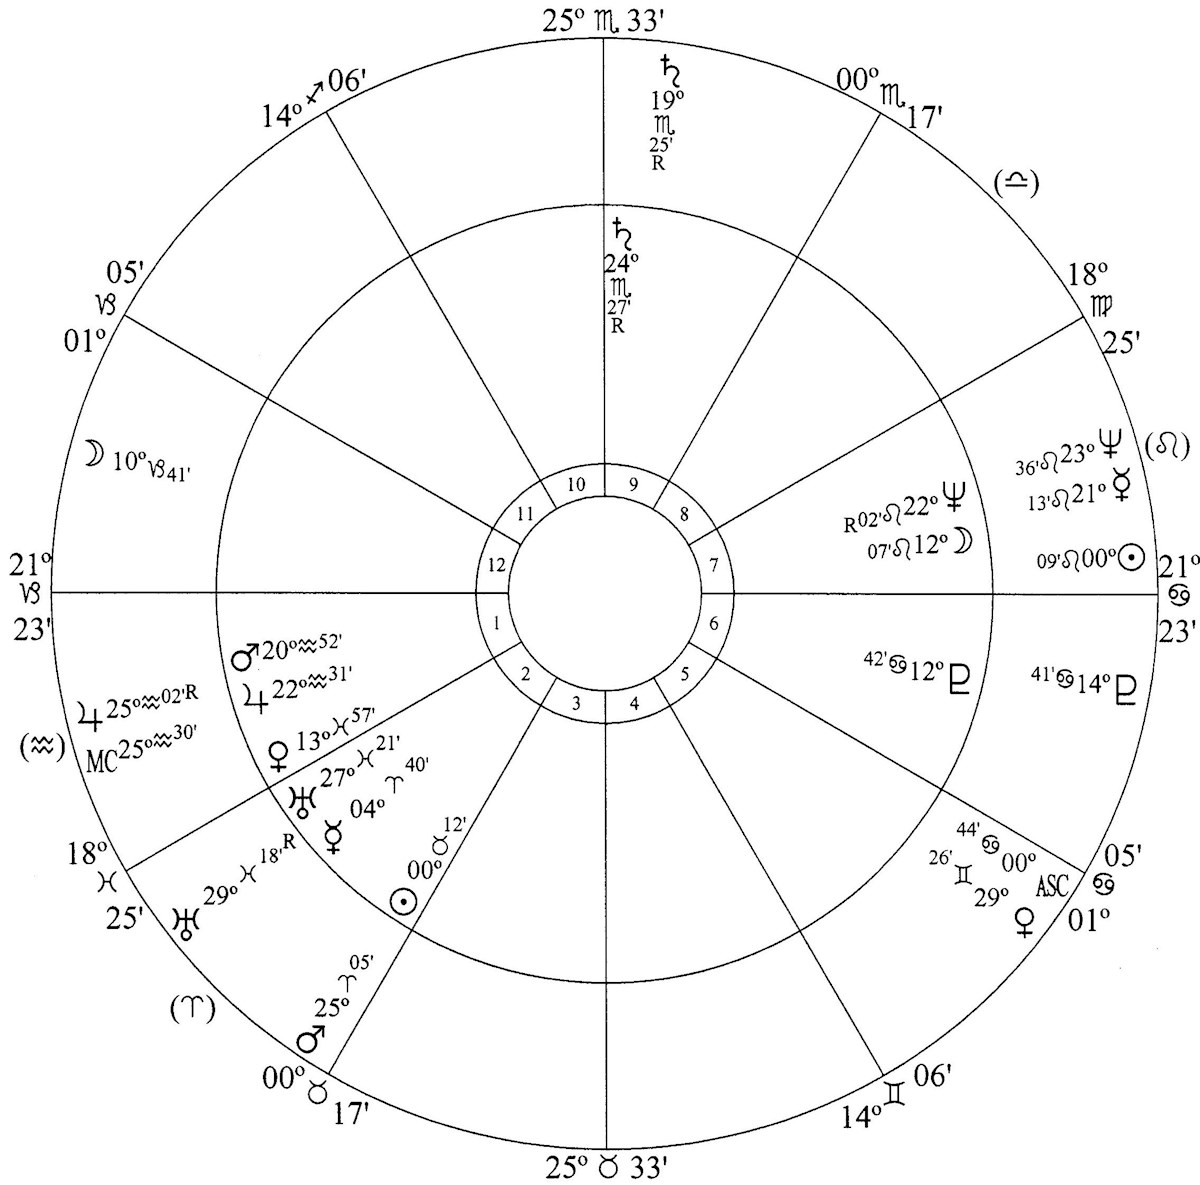 25° ♏ 33'
♄
19°
♏
25'
R
00° ♏ 17'
(♎)
14° ♐ 06'
♄
24°
♏
27'
R
05'
♑
01°
18°
♍
25'
☽ 10° ♑ 41'
36' ♌ 23° ♆
(♌)
13' ♌ 21° ☿
R 02' ♌ 22° ♆
07' ♌ 12° ☽
09' ♌ 00° ☉
10
9
11
8
12
7
1
6
2
5
3
4
21°
♑
23'
21°
♋
23'
♂ 20° ♒ 52'
♃ 22° ♒ 31'
♀ 13° ♓ 57'
42' ♋ 12° ♇
41' ♋ 14° ♇
♃ 25° ♒ 02' R
MC 25° ♒ 30'
(♒)
♅ 27° ♓ 21'
☿ 04° ♈ 40'
☉ 00° ♉ 12'
18°
♓
25'
♅ 29° ♓ 18' R
44' ♋ 00° ASC
26' ♊ 29° ♀
05'
♋
01°
(♈)
♂ 25° ♈ 05'
00° ♉ 17'
14° ♊ 06'
25° ♉ 33'